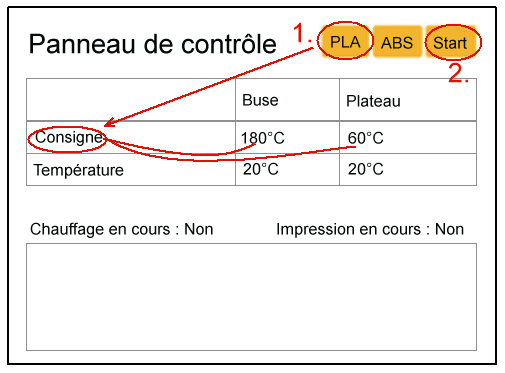 Panneau de contrôle 1. PLA ABS Start
2.
Buse Plateau
Consigne 180°C 60°C
Température 20°C 20°C
Chauffage en cours : Non Impression en cours : Non